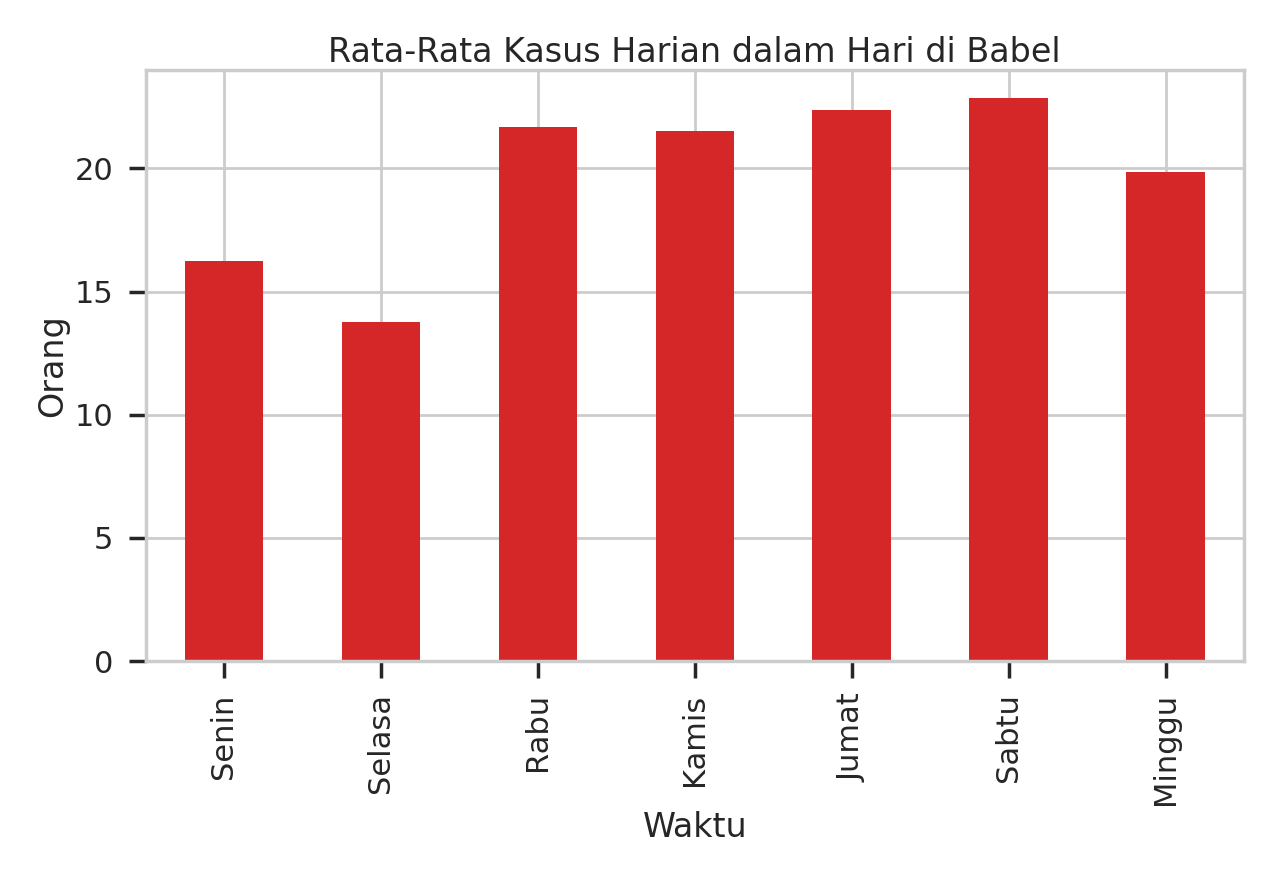 Rata-Rata Kasus Harian dalam Hari di Babel
Orang
20
15
10
5
0
Senin
Selasa
Rabu
Kamis
Jumat
Sabtu
Minggu
Waktu